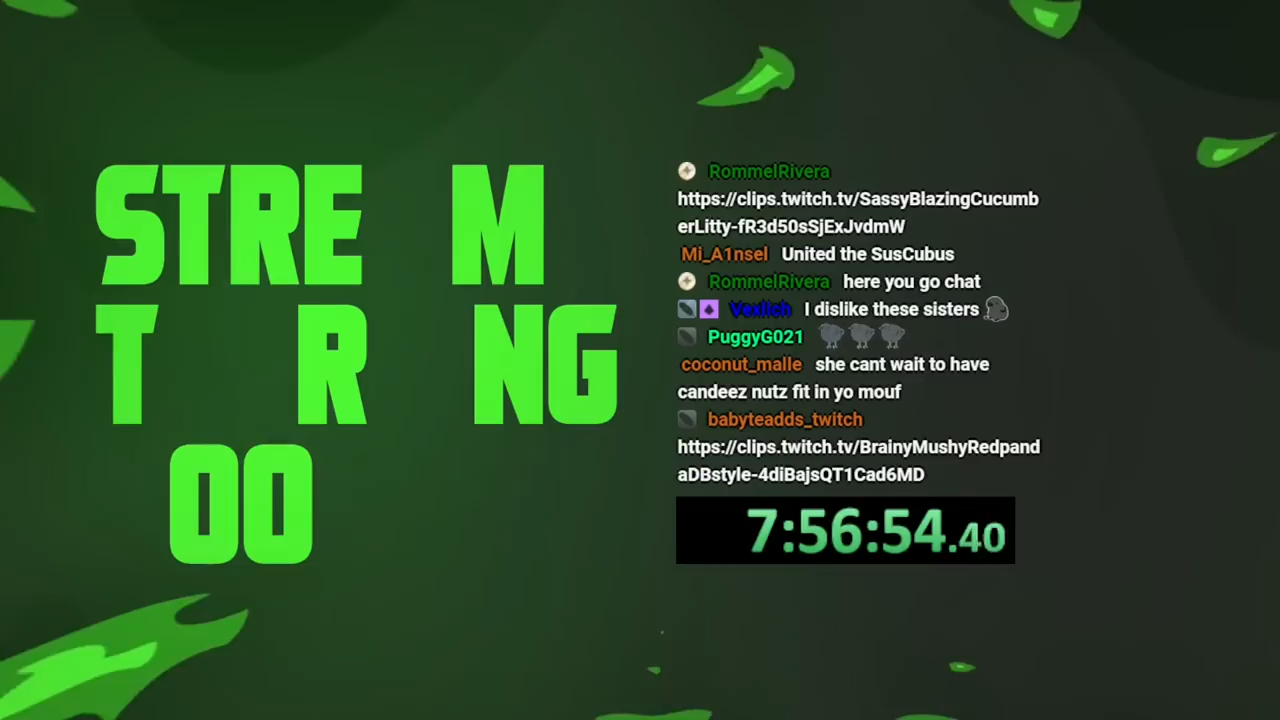 STRE M
T R NG
OO
RommelRivera
https://clips.twitch.tv/SassyBlazingCucumb
erLitty-fR3d50sSjExJvdmW
Mi_A1nsel United the SusCubus
RommelRivera here you go chat
Vexlich I dislike these sisters
PuggyG021
coconut_malle she cant wait to have
candeez nutz fit in yo mouf
babyteadds_twitch
https://clips.twitch.tv/BrainyMushyRedpand
aDBstyle-4diBajsQT1Cad6MD
7:56:54.40